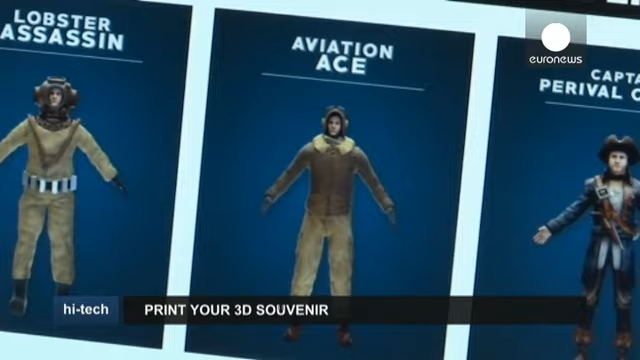 LOBSTER
ASSASSIN
AVIATION
ACE
CAPTA
PERIVAL C
euronews
hi-tech
PRINT YOUR 3D SOUVENIR